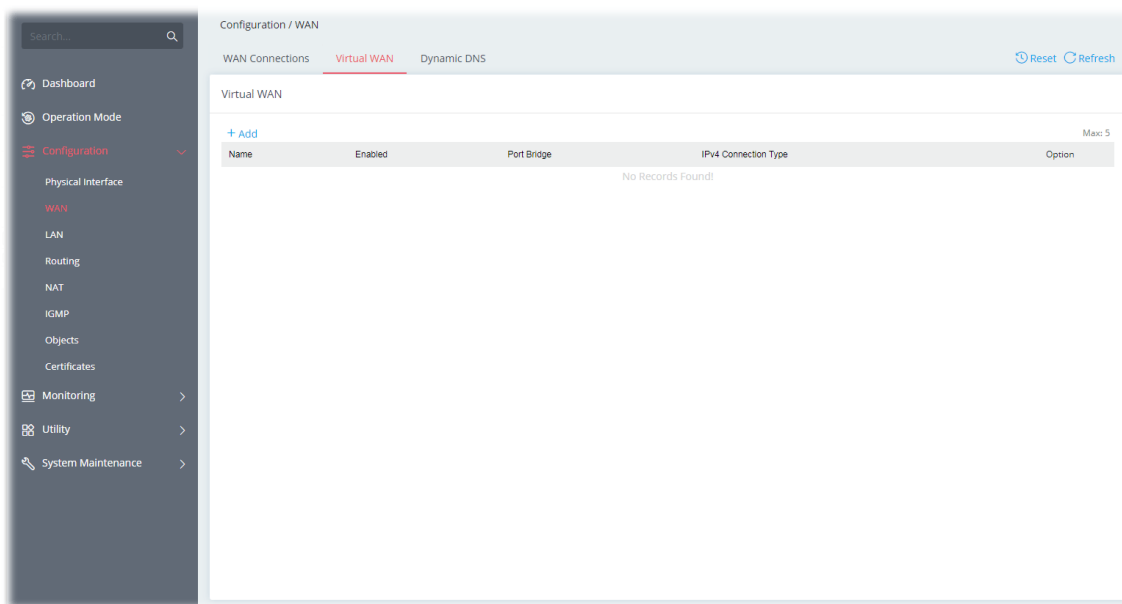 Search...
Dashboard
Operation Mode
Configuration
Physical Interface
WAN
LAN
Routing
NAT
IGMP
Objects
Certificates
Monitoring
Utility
System Maintenance
Configuration / WAN
WAN Connections Virtual WAN Dynamic DNS Reset Refresh
Virtual WAN
+ Add Max: 5
Name Enabled Port Bridge IPv4 Connection Type Option
No Records Found!